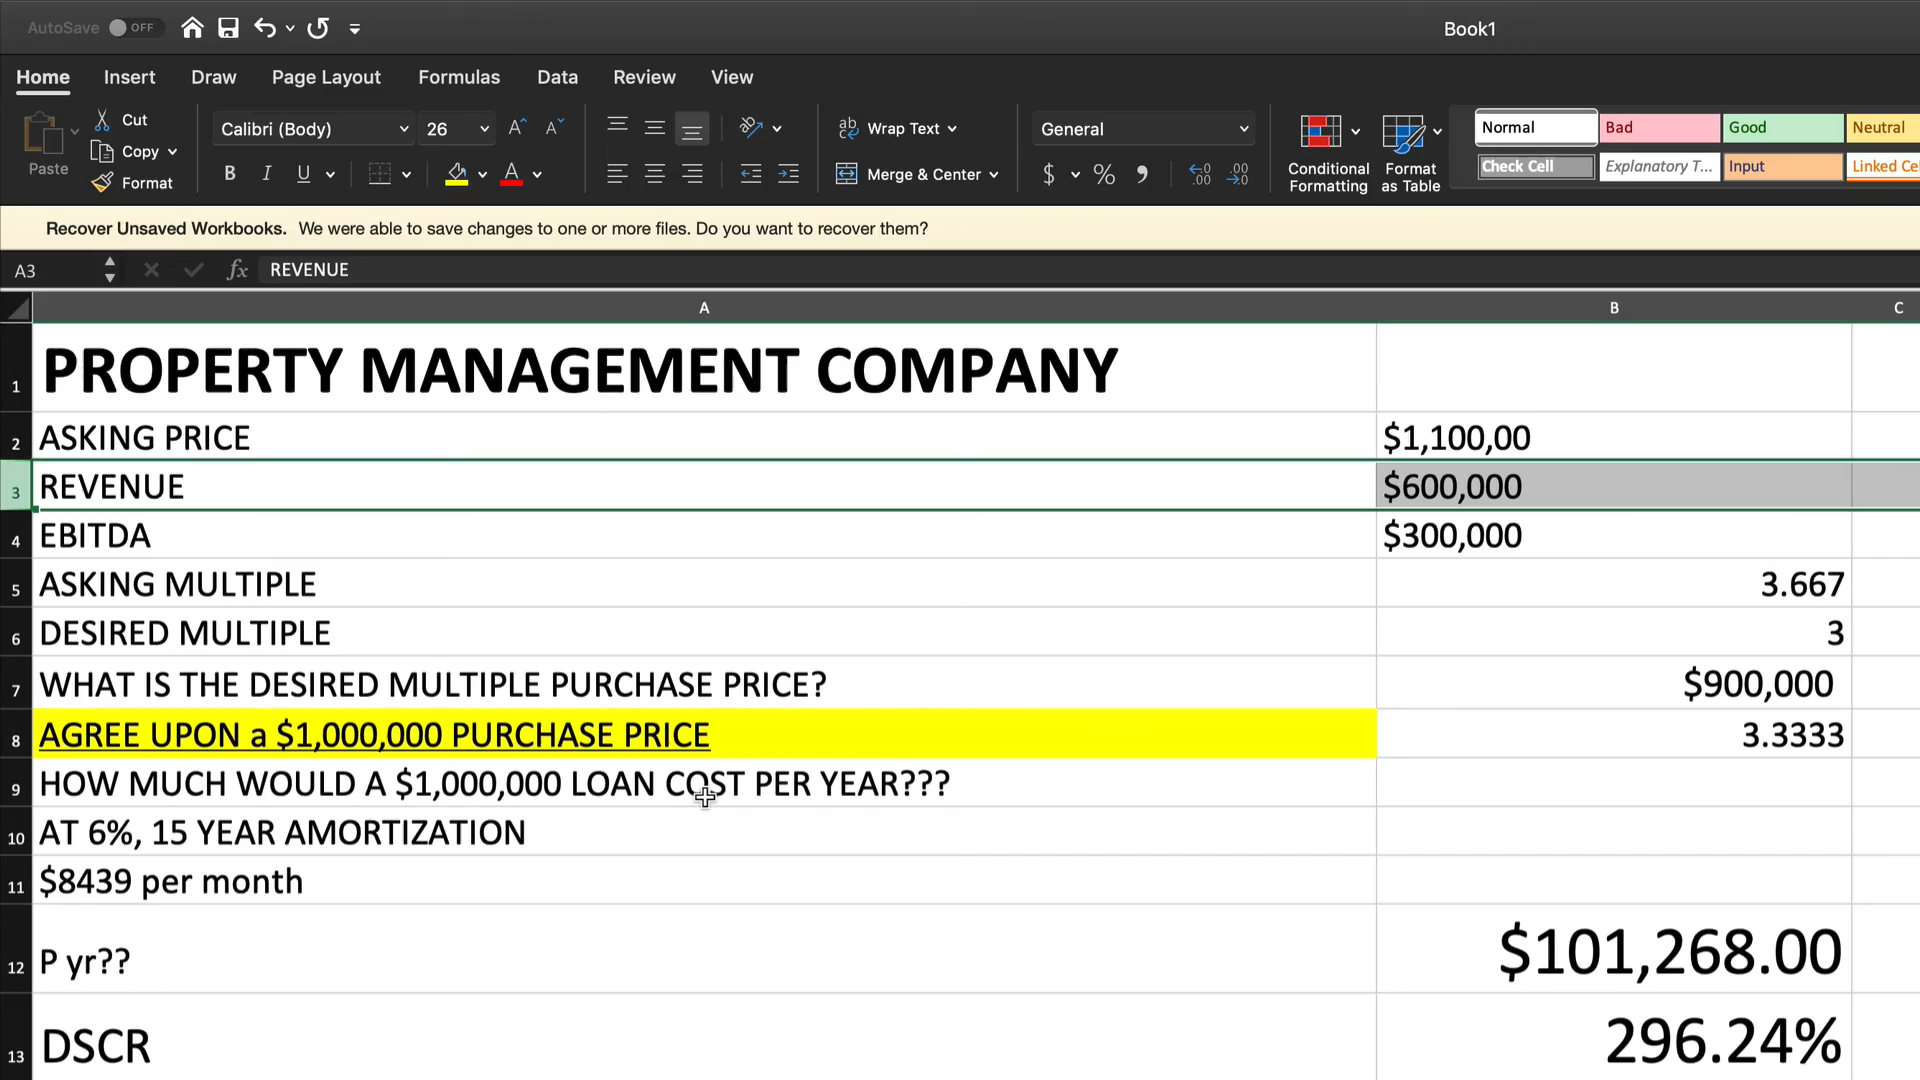 AutoSave OFF Book1
Home Insert Draw Page Layout Formulas Data Review View
Paste Cut Copy Format
Calibri (Body) 26 A^ A˅
B I U A
ab c Wrap Text
Merge & Center
General
$ % , .00 .0
Conditional Formatting
Format as Table
Normal Bad Good Neutral
Check Cell Explanatory T... Input Linked Cel
Recover Unsaved Workbooks. We were able to save changes to one or more files. Do you want to recover them?
A3 fx REVENUE
A B C
1 PROPERTY MANAGEMENT COMPANY
2 ASKING PRICE $1,100,00
3 REVENUE $600,000
4 EBITDA $300,000
5 ASKING MULTIPLE 3.667
6 DESIRED MULTIPLE 3
7 WHAT IS THE DESIRED MULTIPLE PURCHASE PRICE? $900,000
8 AGREE UPON a $1,000,000 PURCHASE PRICE 3.3333
9 HOW MUCH WOULD A $1,000,000 LOAN COST PER YEAR???
10 AT 6%, 15 YEAR AMORTIZATION
11 $8439 per month
12 P yr?? $101,268.00
13 DSCR 296.24%